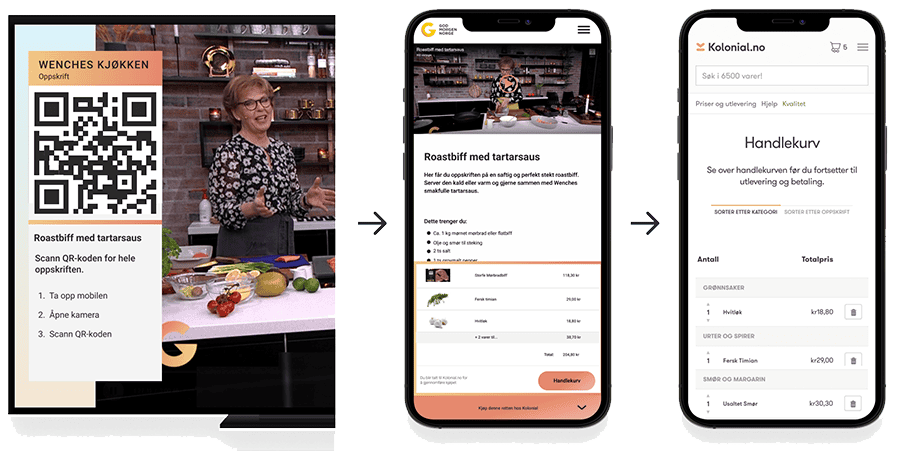 WENCHES KJØKKEN
Oppskrift
Roastbiff med tartarsaus
Scann QR-koden for hele
oppskriften.
1. Ta opp mobilen
2. Åpne kamera
3. Scann QR-koden
G
G
GOD
MORGEN
NORGE
Roastbiff med tartarsaus
Roastbiff med tartarsaus
Her får du oppskriften på en saftig og perfekt stekt roastbiff.
Server den kald eller varm og gjerne sammen med Wenches
smakfulle tartarsaus.
Dette trenger du:
Ca. 1 kg mørnet mørbrad eller flatbiff
Olje og smør til steking
2 ts salt
1 ts grovmalt pepper
Storfe Mørbradbiff 118,30 kr
Fersk timian 29,00 kr
Hvitløk 18,80 kr
+ 2 varer til...
Total:
Du blir tatt til Kolonial.no for
å gjennomføre kjøpet.
Handlekurv
Kjøp denne retten hos Kolonial
Kolonial.no
5
Søk i 6500 varer!
Priser og utlevering Hjelp Kvalitet
Handlekurv
Se over handlekurven før du fortsetter til
utlevering og betaling.
SORTER ETTER KATEGORI SORTER ETTER OPPSKRIFT
Antall Totalpris
GRØNNSAKER
1 Hvitløk kr18,80
URTER OG SPIRER
1 Fersk Timian kr29,00
SMØR OG MARGARIN
1 Usaltet Smør kr30,30